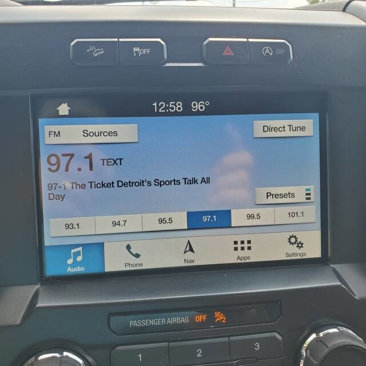 OFF
OFF
12:58 96°
FM Sources
Direct Tune
97.1 TEXT
97-1 The Ticket Detroit's Sports Talk All
Day
Presets
93.1 94.7 95.5 97.1 99.5 101.1
Audio Phone Nav Apps Settings
PASSENGER AIRBAG OFF
1 2 3